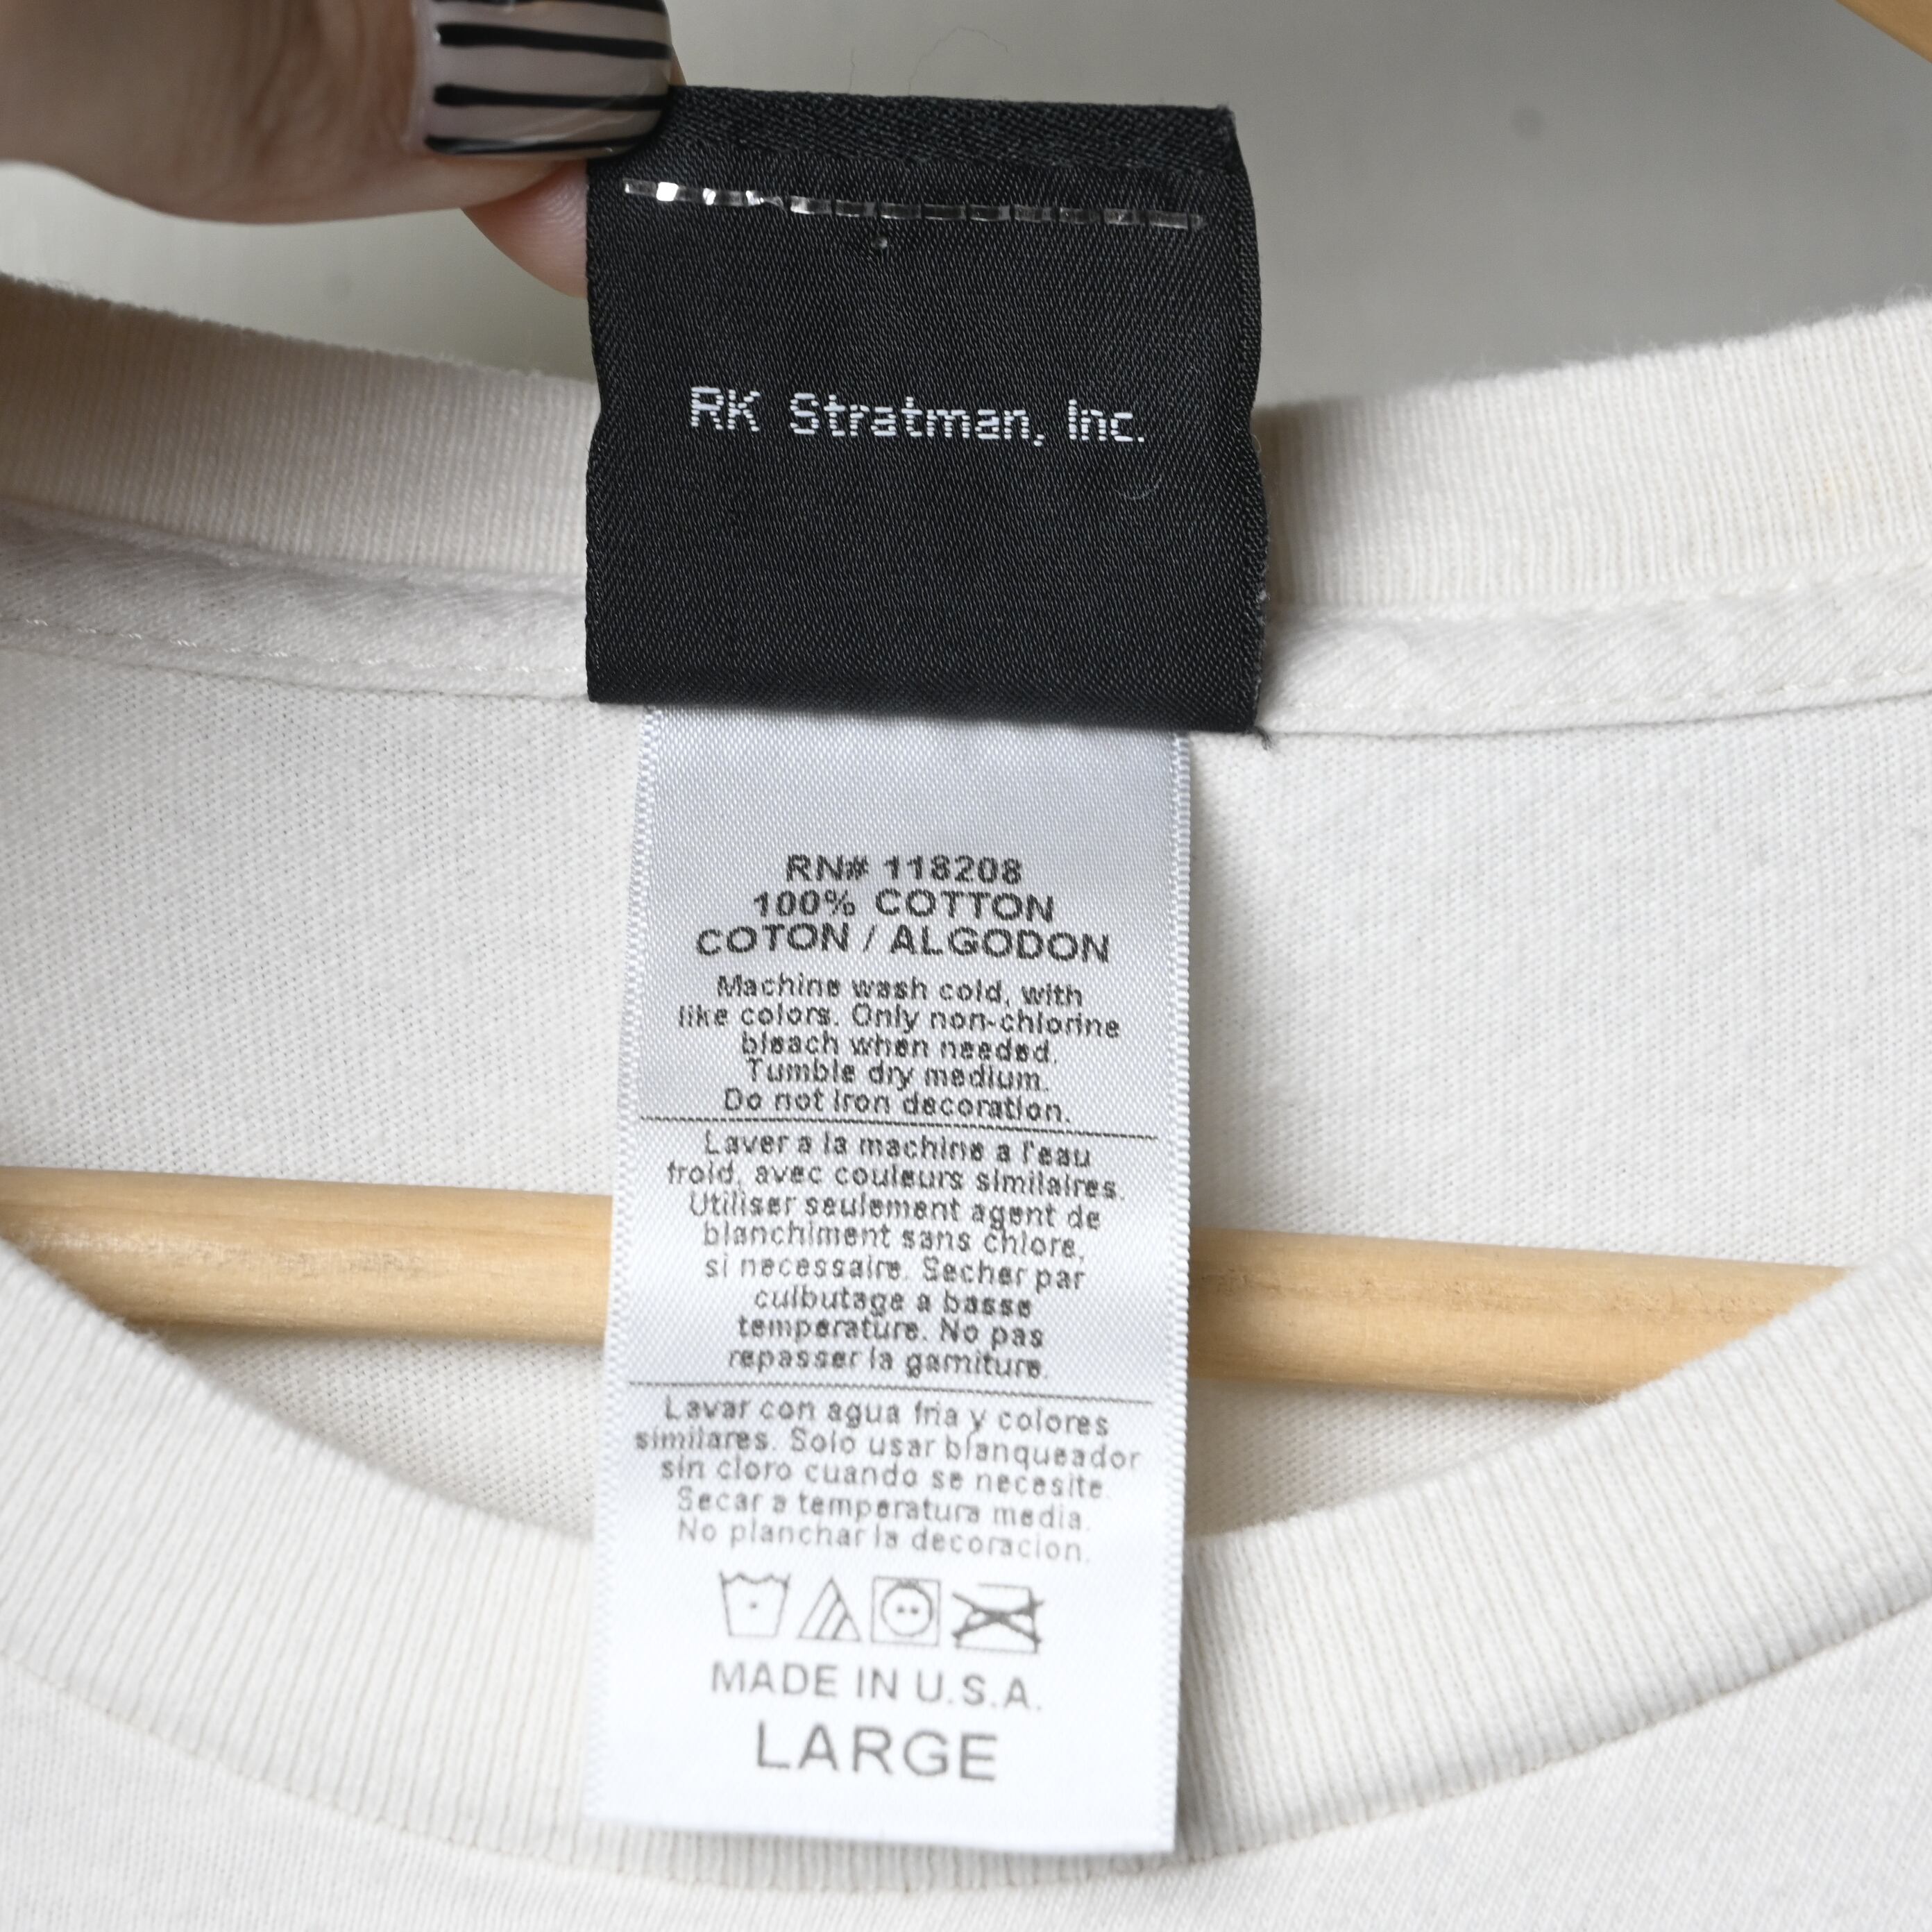 RK Stratman, Inc.
RN# 118208
100% COTTON
COTON / ALGODON
Machine wash cold, with
like colors. Only non-chlorine
bleach when needed.
Tumble dry medium.
Do not iron decoration.
Laver a la machine a l'eau
froid, avec couleurs similaires.
Utiliser seulement agent de
blanchiment sans chlore,
si necessaire. Secher par
culbutage a basse
temperature. No pas
repasser la garniture.
Lavar con agua fria y colores
similares. Solo usar blanqueador
sin cloro cuando se necesite.
Secar a temperatura media.
No planchar la decoracion.
MADE IN U.S.A.
LARGE